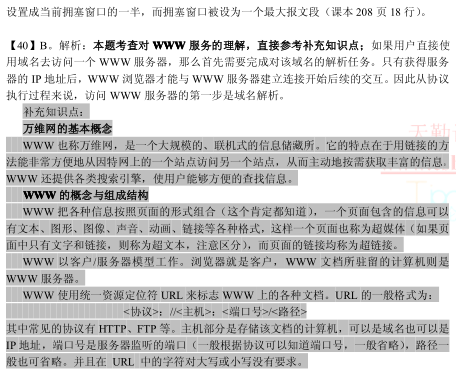 设置成当前拥塞窗口的一半，而拥塞窗口被设为一个最大报文段（课本 208 页 18 行）。
【40】B。解析：本题考查对 WWW 服务的理解，直接参考补充知识点；如果用户直接使
用域名去访问一个 WWW 服务器，那么首先需要完成对该域名的解析任务。只有获得服务
器的 IP 地址后，WWW 浏览器才能与 WWW 服务器建立连接开始后续的交互。因此从协议
执行过程来说，访问 WWW 服务器的第一步是域名解析。
补充知识点：
万维网的基本概念
WWW 也称万维网，是一个大规模的、联机式的信息储藏所。它的特点在于用链接的方
法能非常方便地从因特网上的一个站点访问另一个站点，从而主动地按需获取丰富的信息。
WWW 还提供各类搜索引擎，使用户能够方便的查找信息。
WWW 的概念与组成结构
WWW 把各种信息按照页面的形式组合（这个肯定都知道），一个页面包含的信息可以
有文本、图形、图像、声音、动画、链接等各种格式，这样一个页面也称为超媒体（如果页
面中只有文字和链接，则称为超文本，注意区分），而页面的链接均称为超链接。
WWW 以客户/服务器模型工作。浏览器就是客户，WWW 文档所驻留的计算机则是
WWW 服务器。
WWW 使用统一资源定位符 URL 来标志 WWW 上的各种文档。URL 的一般格式为：
<协议>：//<主机>：<端口号>/<路径>
其中常见的协议有 HTTP、FTP 等。主机部分是存储该文档的计算机，可以是域名也可以是
IP 地址，端口号是服务器监听的端口（一般根据协议可以知道端口号，一般省略），路径一
般也可省略。并且在 URL 中的字符对大写或小写没有要求。
天勤